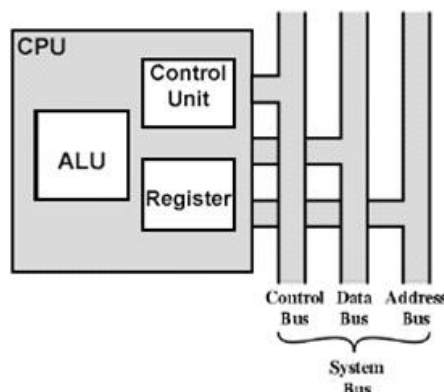 CPU
Control
Unit
ALU
Register
Control Data Address
Bus Bus Bus
System
Bus